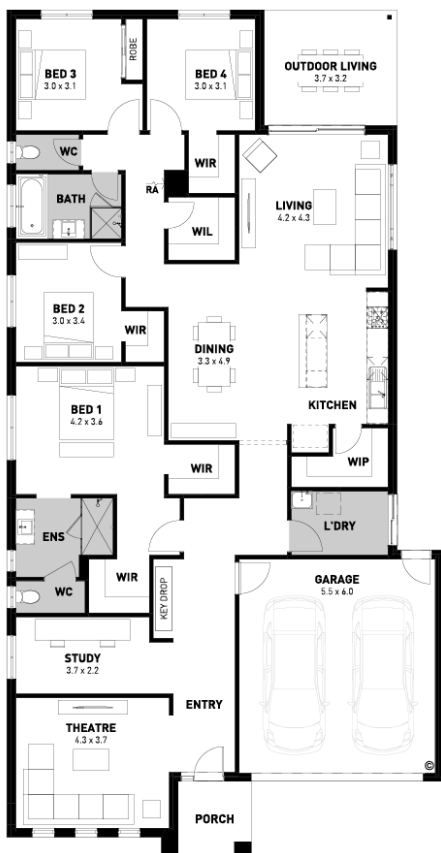 BED 3
3.0 x 3.1
ROBE
BED 4
3.0 x 3.1
OUTDOOR LIVING
3.7 x 3.2
WC
WIR
BATH
RA
WIL
LIVING
4.2 x 4.3
BED 2
3.0 x 3.4
WIR
DINING
3.3 x 4.9
KITCHEN
BED 1
4.2 x 3.6
WIR
WIP
ENS
L'DRY
WIR
WC
KEY DROP
GARAGE
5.5 x 6.0
STUDY
3.7 x 2.2
ENTRY
THEATRE
4.3 x 3.7
©
PORCH